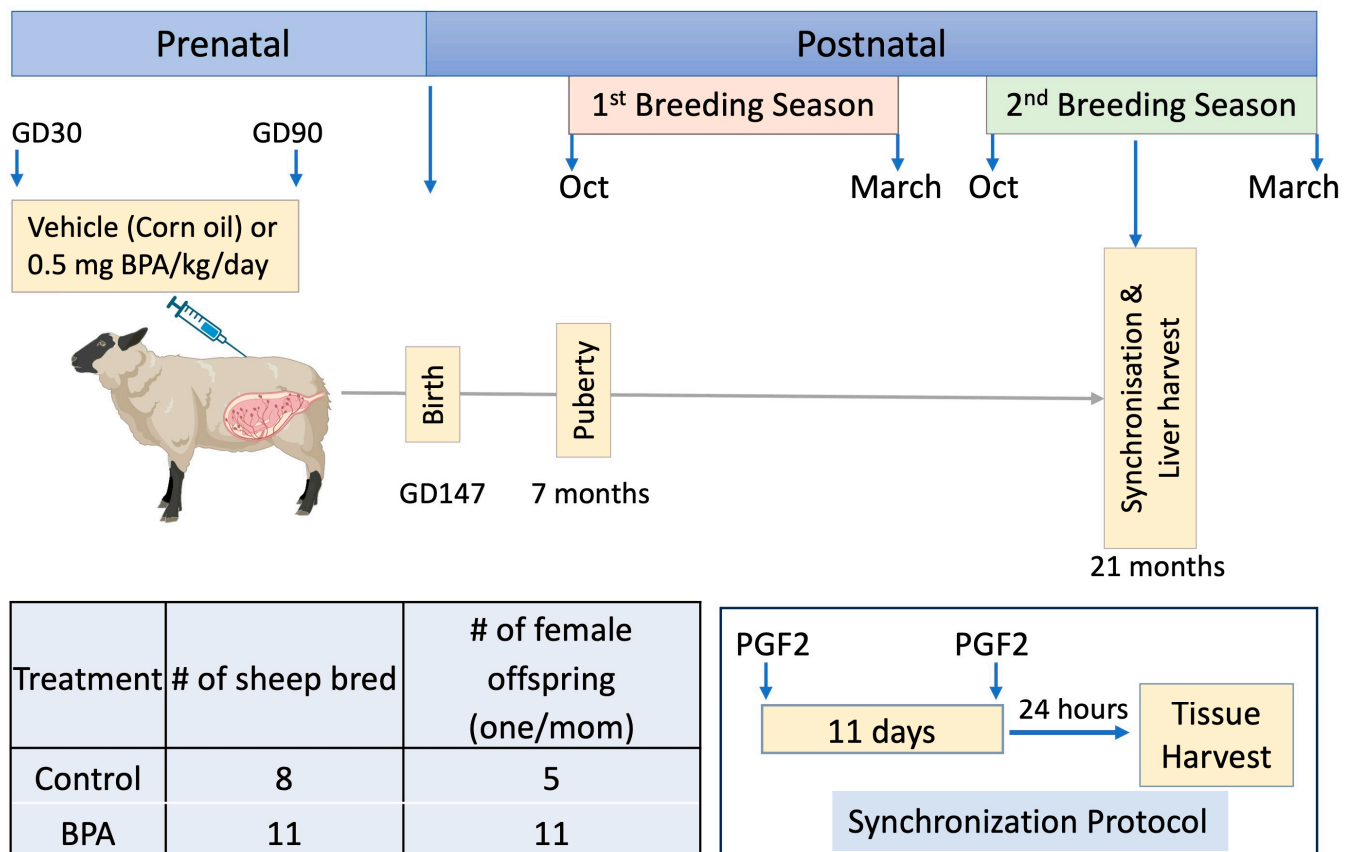 Prenatal
Postnatal
1st Breeding Season
2nd Breeding Season
GD30
GD90
Oct
March
Oct
March
Vehicle (Corn oil) or
0.5 mg BPA/kg/day
Birth
Puberty
Synchronisation &
Liver harvest
GD147
7 months
21 months
Treatment
# of sheep bred
# of female
offspring
(one/mom)
Control
8
5
BPA
11
11
PGF2
PGF2
11 days
24 hours
Tissue
Harvest
Synchronization Protocol